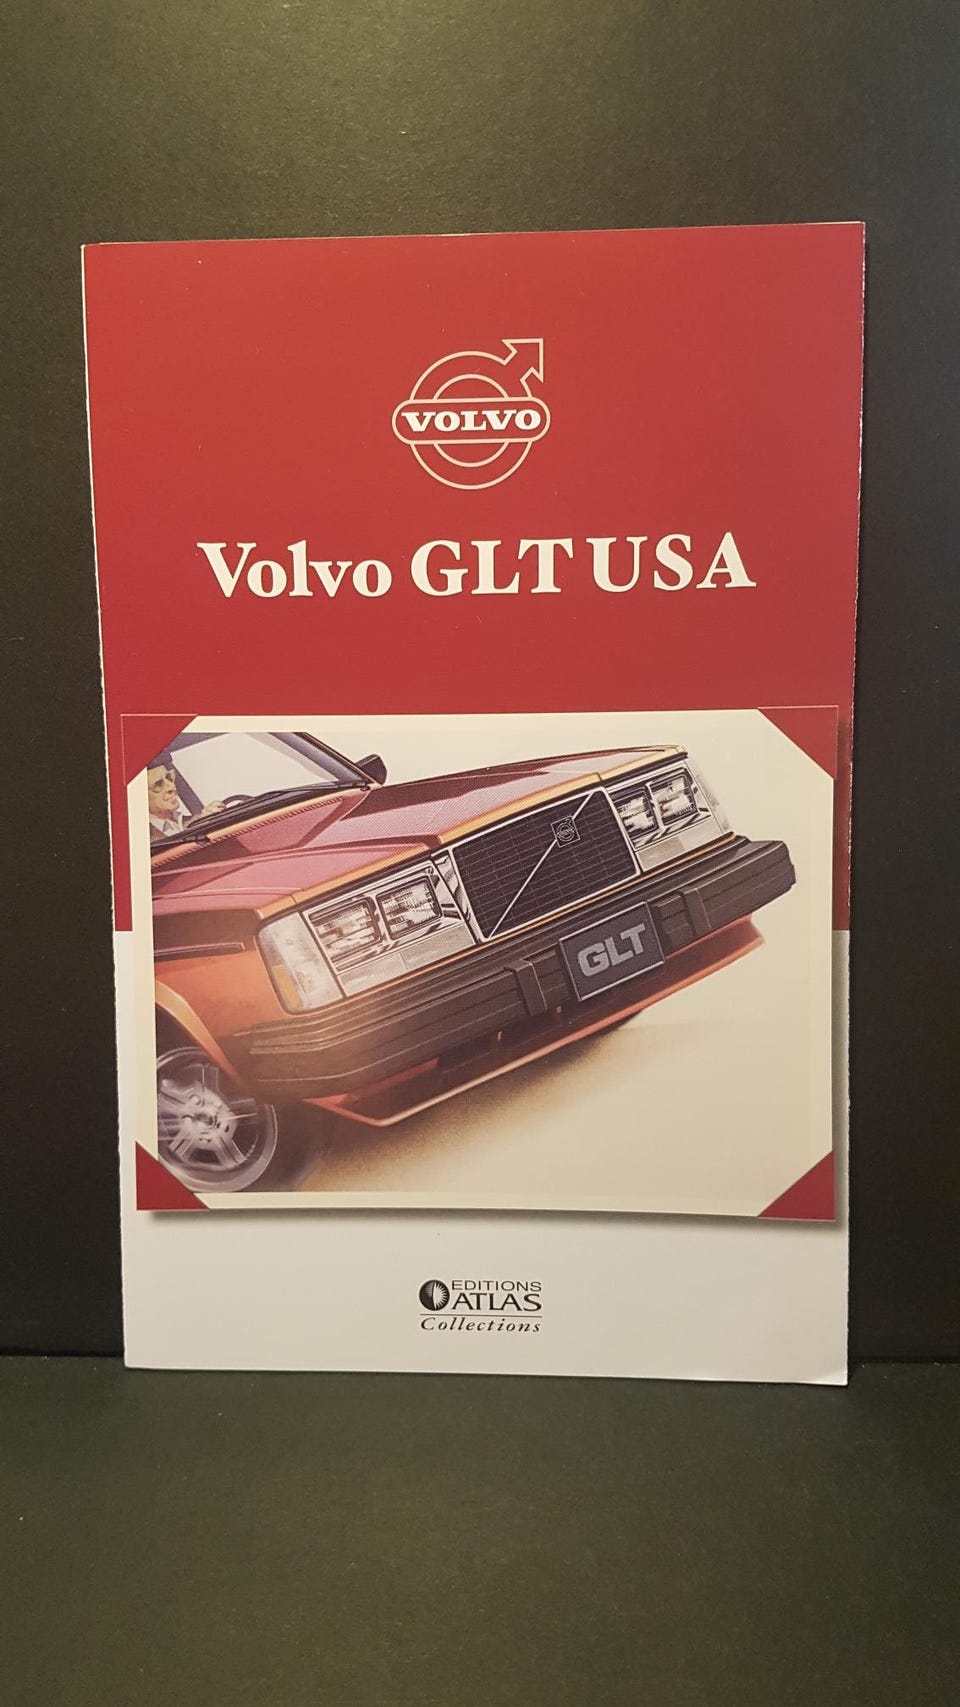 VOLVO
Volvo GLT USA
GLT
EDITIONS
ATLAS
Collections